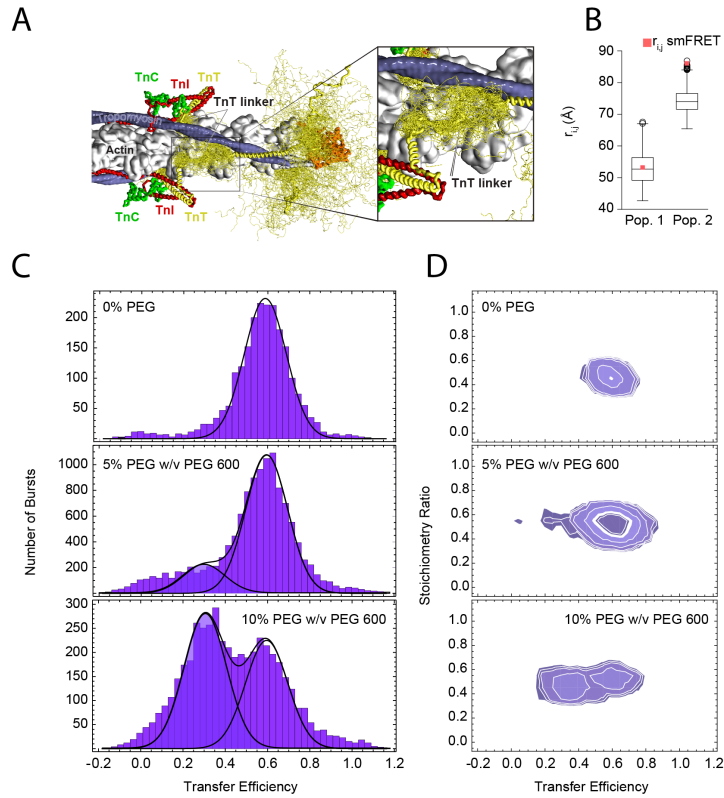 A
TnC
TnI
TnT
TnT linker
Tropomyosin
Actin
TnC
TnI
TnT
TnT linker
B
r i,j smFRET
r i,j (Å)
90
80
70
60
50
40
Pop. 1
Pop. 2
C
Number of Bursts
0% PEG
200
150
100
50
5% PEG w/v PEG 600
1000
800
600
400
200
10% PEG w/v PEG 600
300
250
200
150
100
50
-0.2 0.0 0.2 0.4 0.6 0.8 1.0 1.2
Transfer Efficiency
D
Stoichiometry Ratio
0% PEG
1.0
0.8
0.6
0.4
0.2
0.0
5% PEG w/v PEG 600
1.0
0.8
0.6
0.4
0.2
0.0
10% PEG w/v PEG 600
1.0
0.8
0.6
0.4
0.2
0.0
-0.2 0.0 0.2 0.4 0.6 0.8 1.0 1.2
Transfer Efficiency